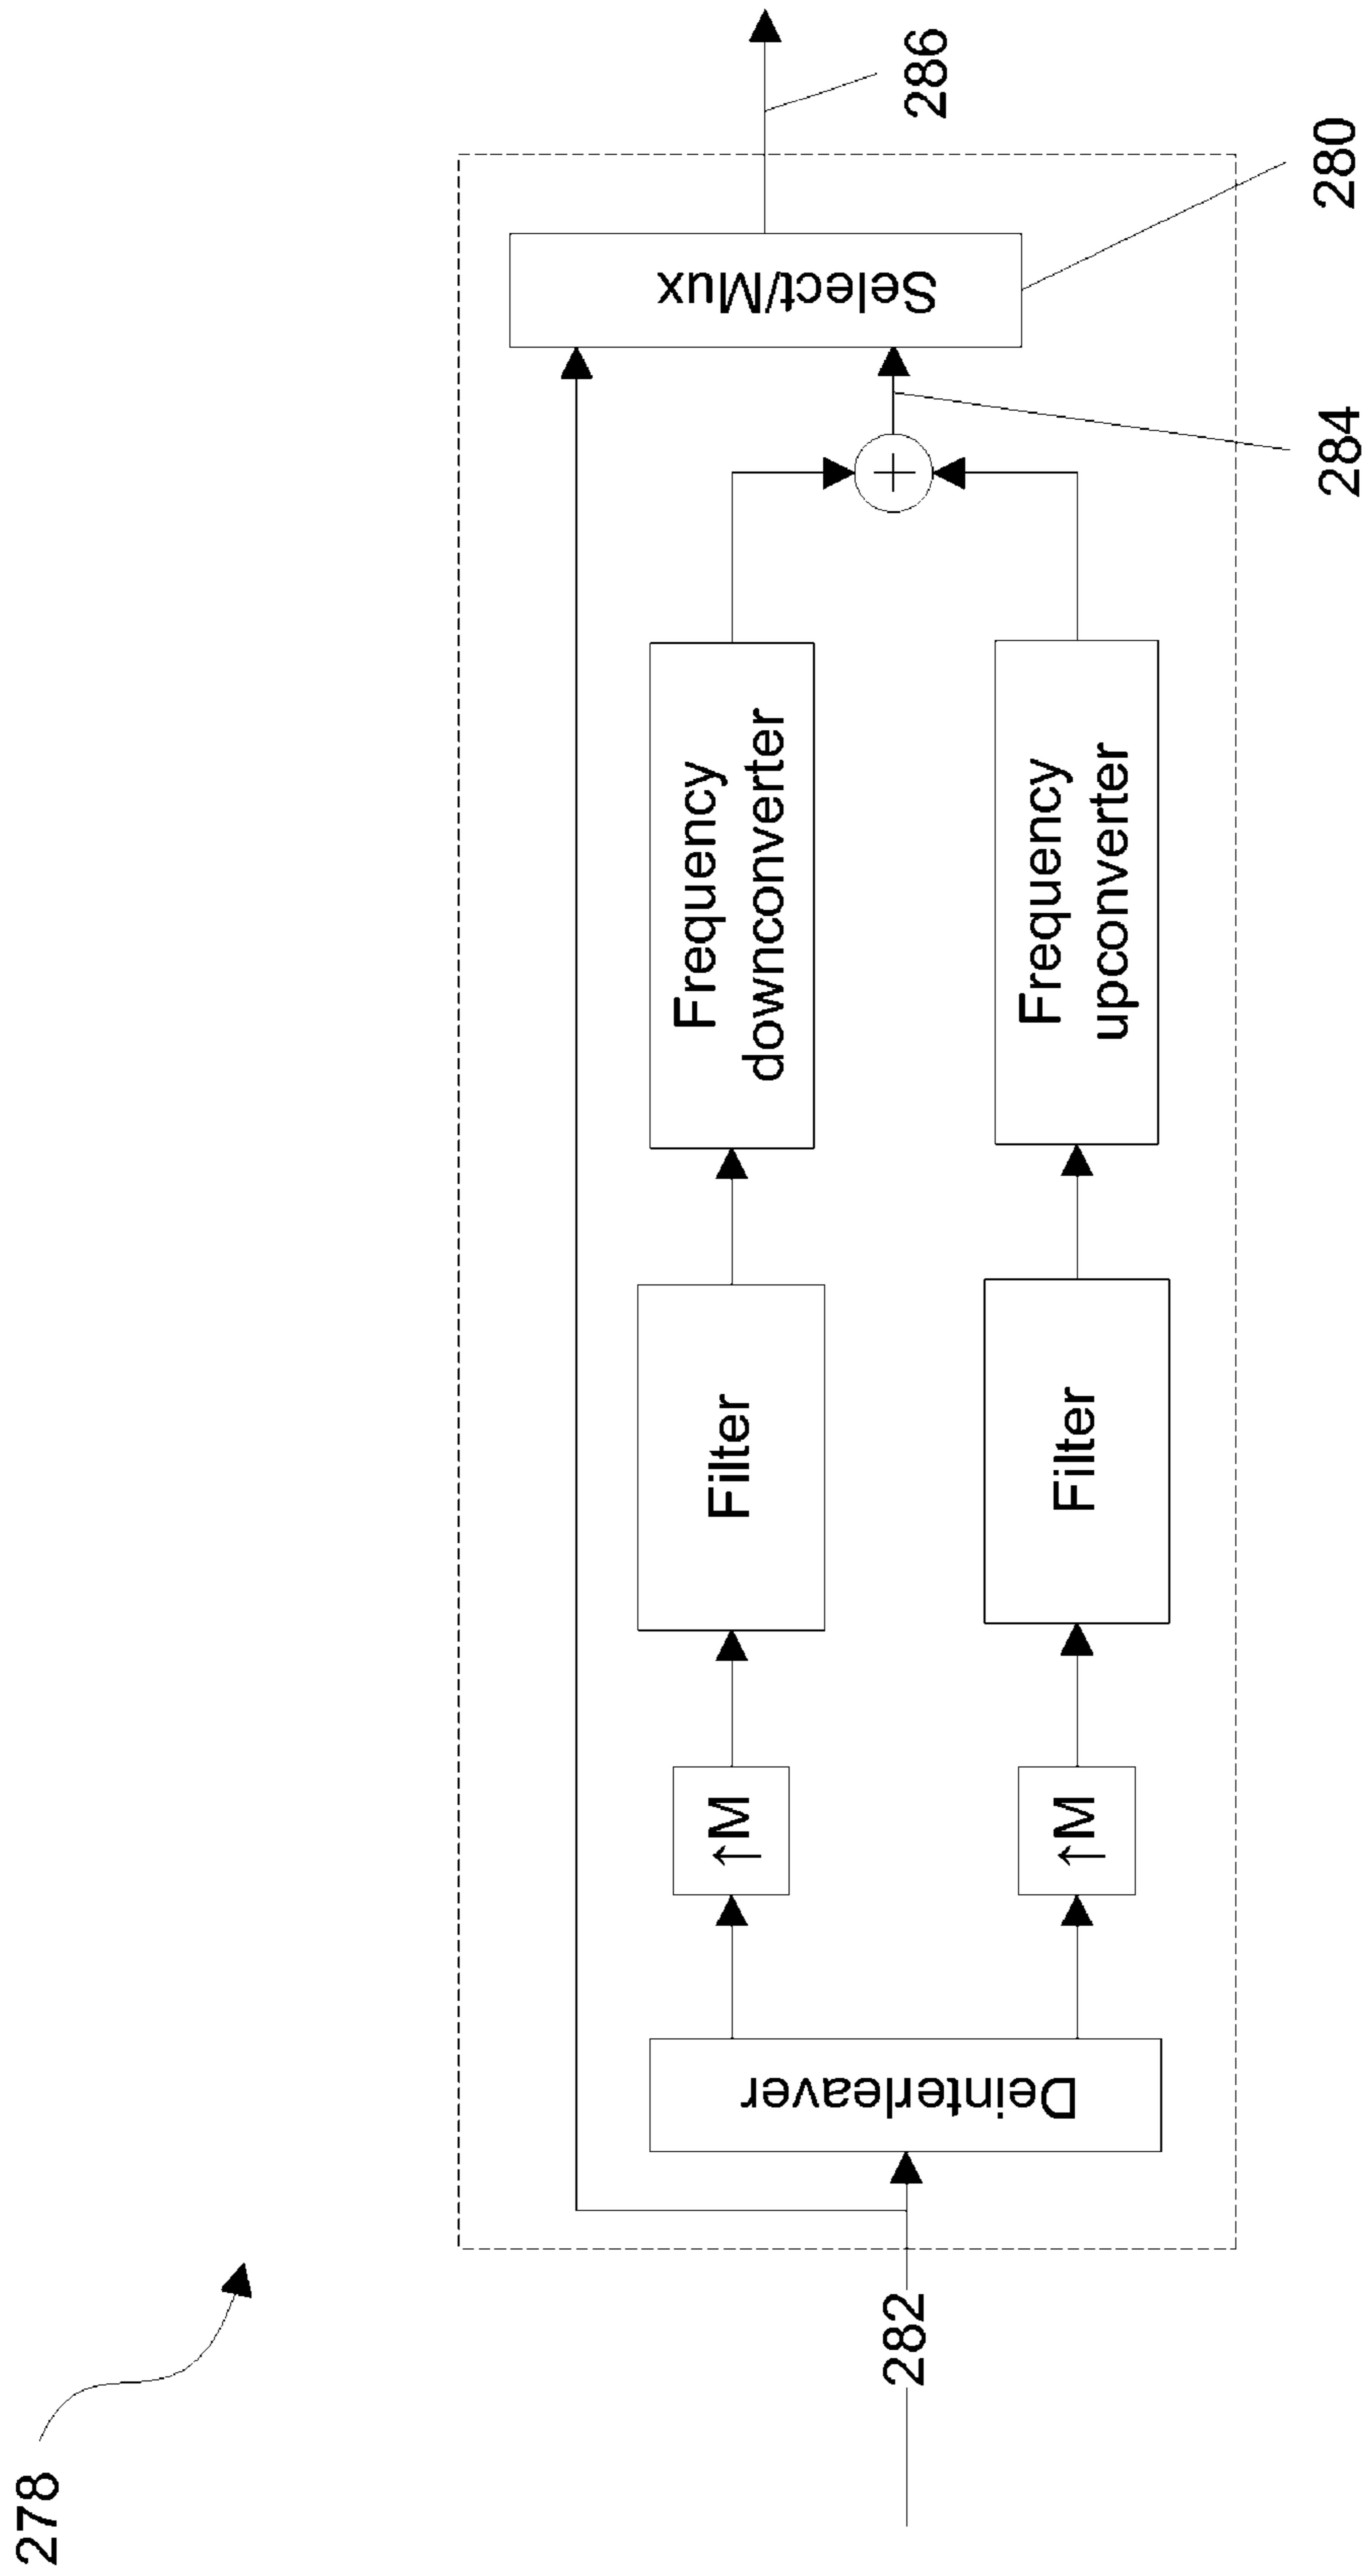 278
282
Deinterleaver
↑M
↑M
Filter
Filter
Frequency
downconverter
Frequency
upconverter
284
Select/Mux
280
286